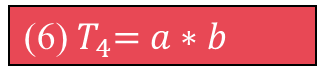 (6) T₄= a * b